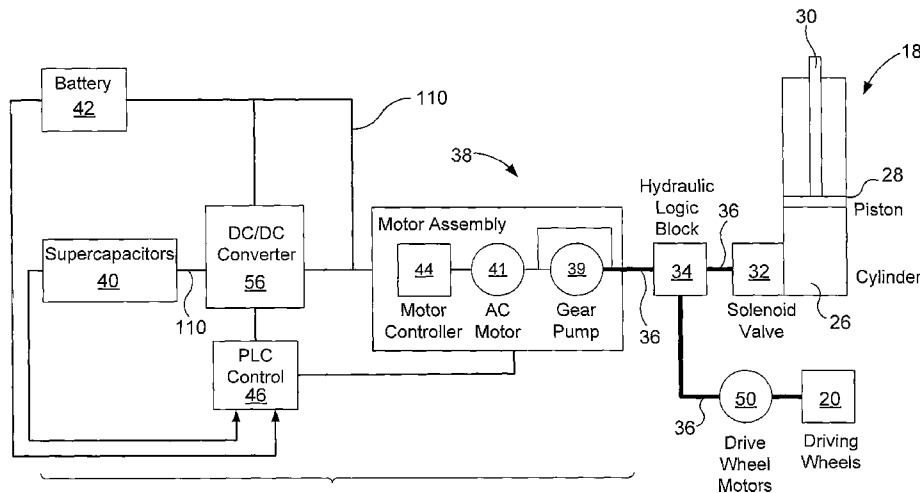 30
18
Battery
42
110
38
28
Hydraulic
Logic
Block
36
Piston
Motor Assembly
DC/DC
Converter
56
Supercapacitors
40
44
41
39
34
32
Cylinder
110
Motor
Controller
AC
Motor
Gear
Pump
36
Solenoid
Valve
26
PLC
Control
46
36
50
20
Drive
Wheel
Motors
Driving
Wheels